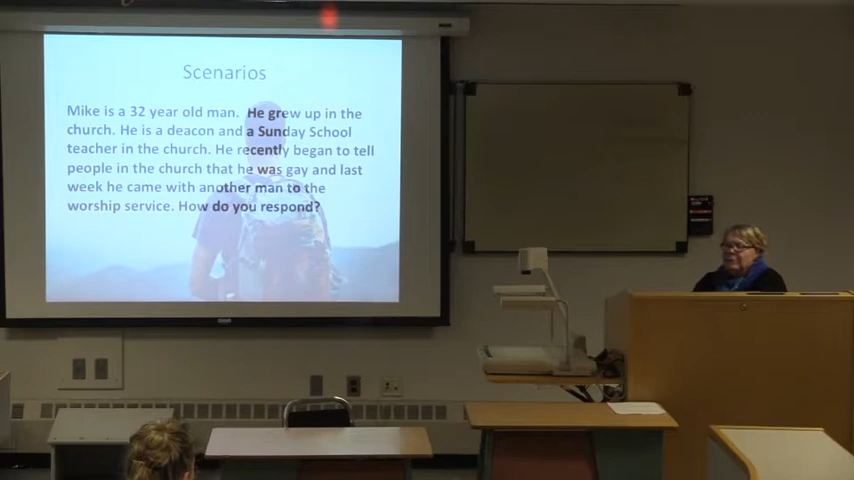 Scenarios
Mike is a 32 year old man.  He grew up in the
church. He is a deacon and a Sunday School
teacher in the church. He recently began to tell
people in the church that he was gay and last
week he came with another man to the
worship service. How do you respond?